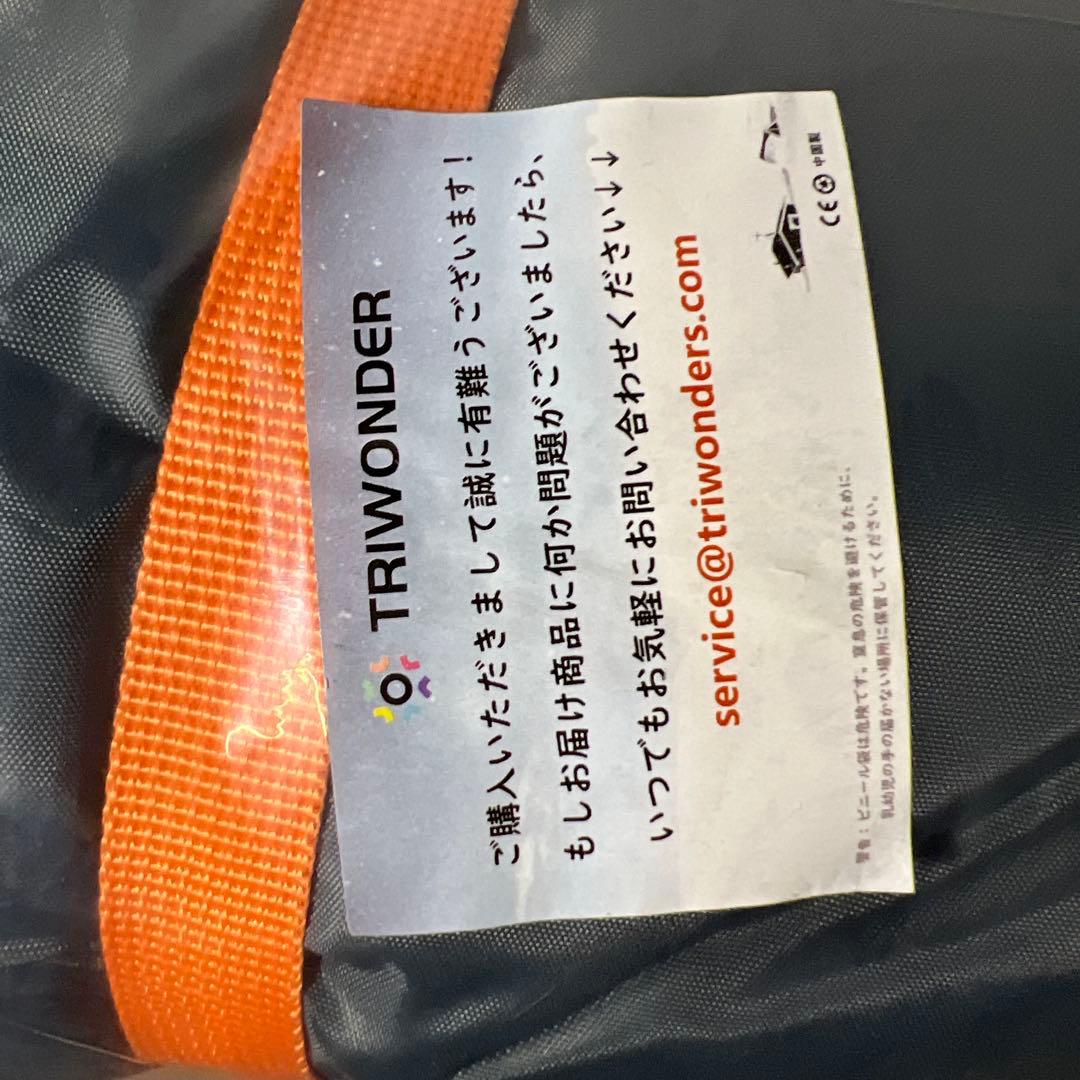 TRIWONDER
ご購入いただきまして誠に有難うございます！
もしお届け商品に何か問題がございましたら、
いつでもお気軽にお問い合わせください↓↓
service@triwonders.com
CE 中国製
警告：ビニール袋は危険です。窒息の危険を避けるために、
乳幼児の手の届かない場所に保管してください。